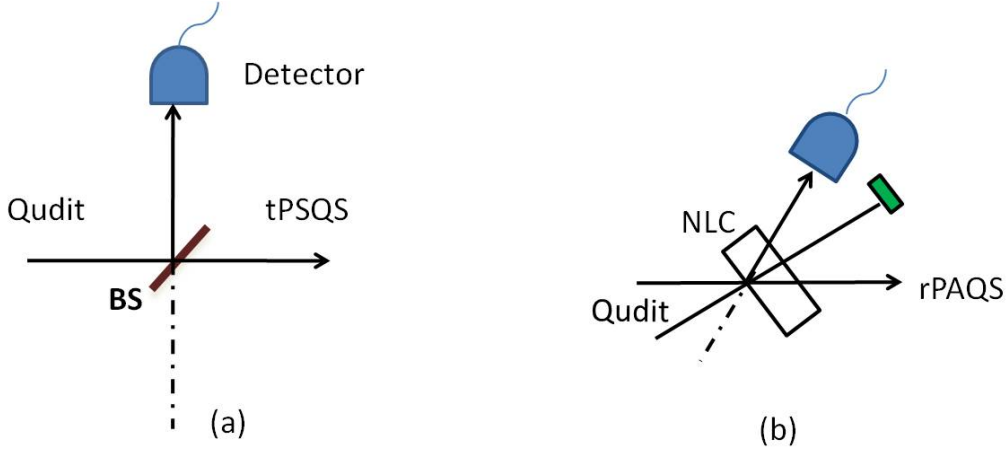 Detector
Qudit
tPSQS
BS
(a)
NLC
Qudit
rPAQS
(b)